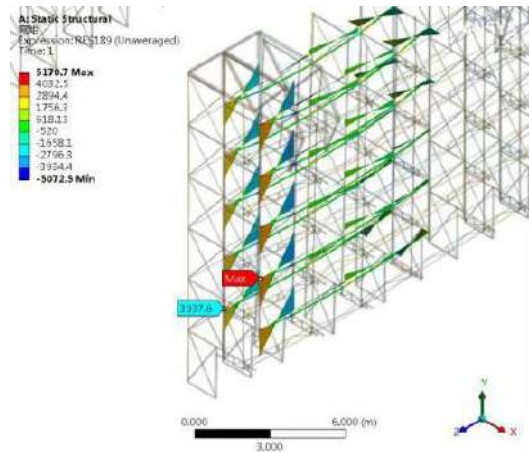 A: Static Structural
Expression: RES189 (Unaveraged)
Time: 1
5170.7 Max
4032.5
2894.4
1756.3
618.13
-520
-1658.1
-2796.3
-3934.4
-5072.5 Min
Max
3937.6
0.000
6.000 (m)
3.000
Y
Z
X